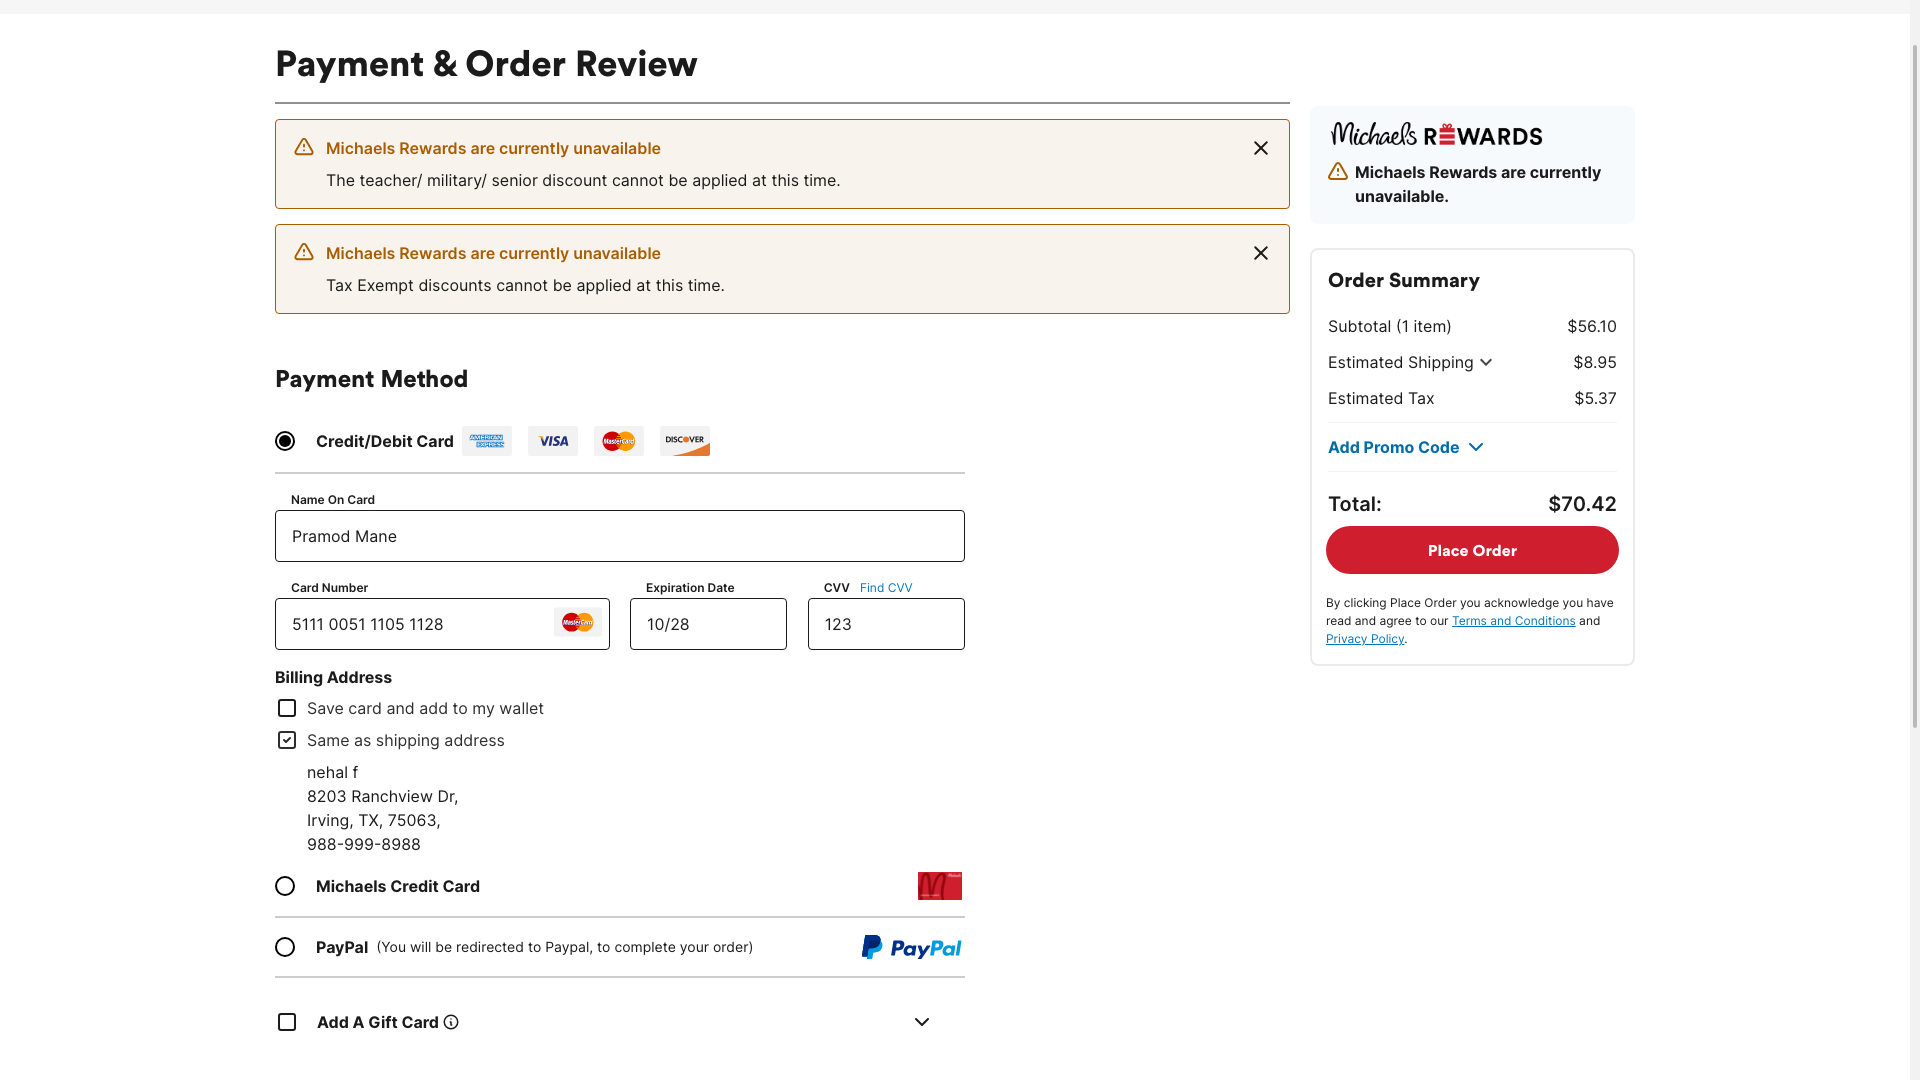 Payment & Order Review
Michaels Rewards are currently unavailable
The teacher/ military/ senior discount cannot be applied at this time.
Michaels Rewards are currently unavailable
Tax Exempt discounts cannot be applied at this time.
Payment Method
Credit/Debit Card AMERICAN EXPRESS VISA MasterCard DISCOVER
Name On Card
Pramod Mane
Card Number Expiration Date CVV Find CVV
5111 0051 1105 1128 MasterCard 10/28 123
Billing Address
Save card and add to my wallet
Same as shipping address
nehal f
8203 Ranchview Dr,
Irving, TX, 75063,
988-999-8988
Michaels Credit Card
PayPal (You will be redirected to Paypal, to complete your order) PayPal
Add A Gift Card
Michaels REWARDS
Michaels Rewards are currently
unavailable.
Order Summary
Subtotal (1 item) $56.10
Estimated Shipping $8.95
Estimated Tax $5.37
Add Promo Code
Total: $70.42
Place Order
By clicking Place Order you acknowledge you have
read and agree to our Terms and Conditions and
Privacy Policy.